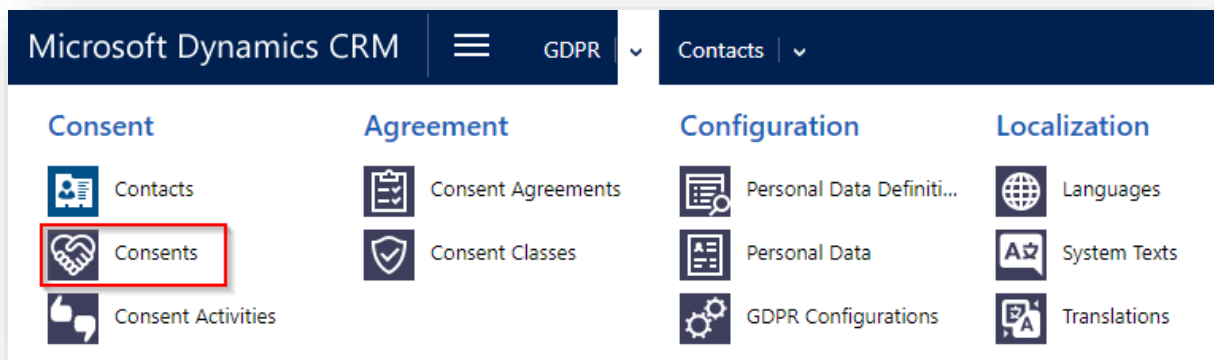 Microsoft Dynamics CRM GDPR Contacts
Consent Agreement Configuration Localization
Contacts Consent Agreements Personal Data Definiti... Languages
Consents Consent Classes Personal Data System Texts
Consent Activities GDPR Configurations Translations